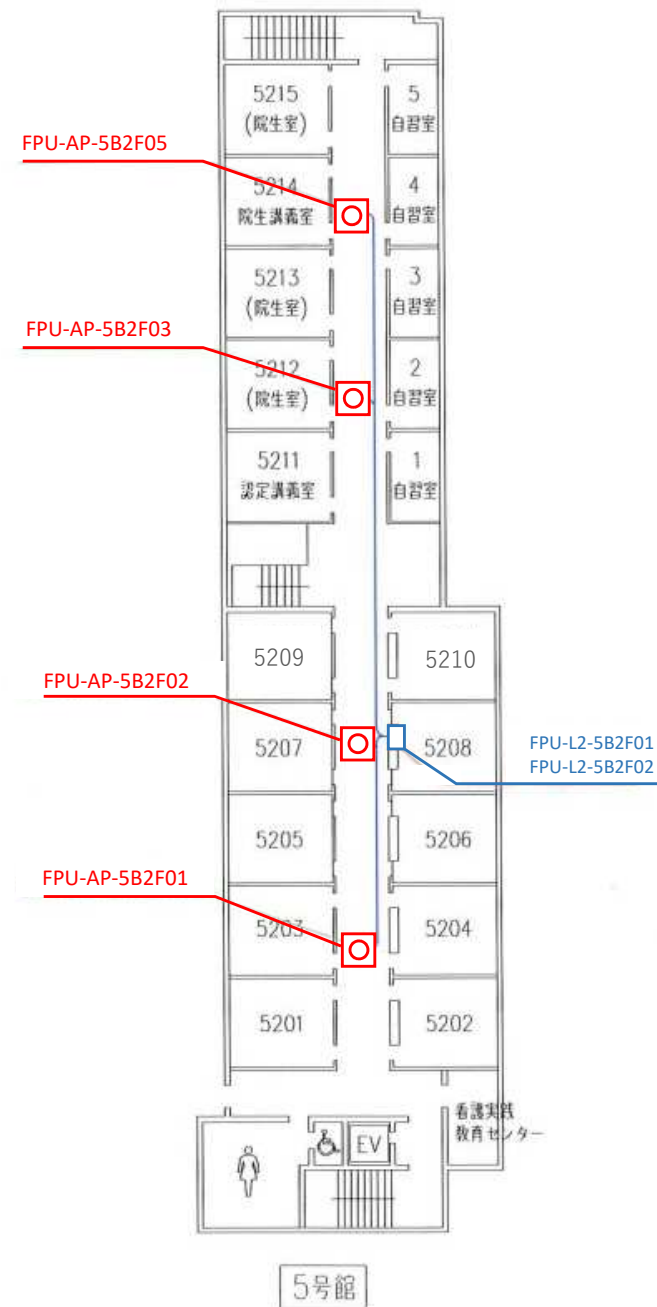 5215
(院生室)
5
自習室
FPU-AP-5B2F05
5214
院生講義室
4
自習室
5213
(院生室)
3
自習室
FPU-AP-5B2F03
5212
(院生室)
2
自習室
5211
認定講義室
1
自習室
5209
5210
FPU-AP-5B2F02
5207
5208
FPU-L2-5B2F01
FPU-L2-5B2F02
5205
5206
FPU-AP-5B2F01
5203
5204
5201
5202
看護実践
教育センター
EV
5号館